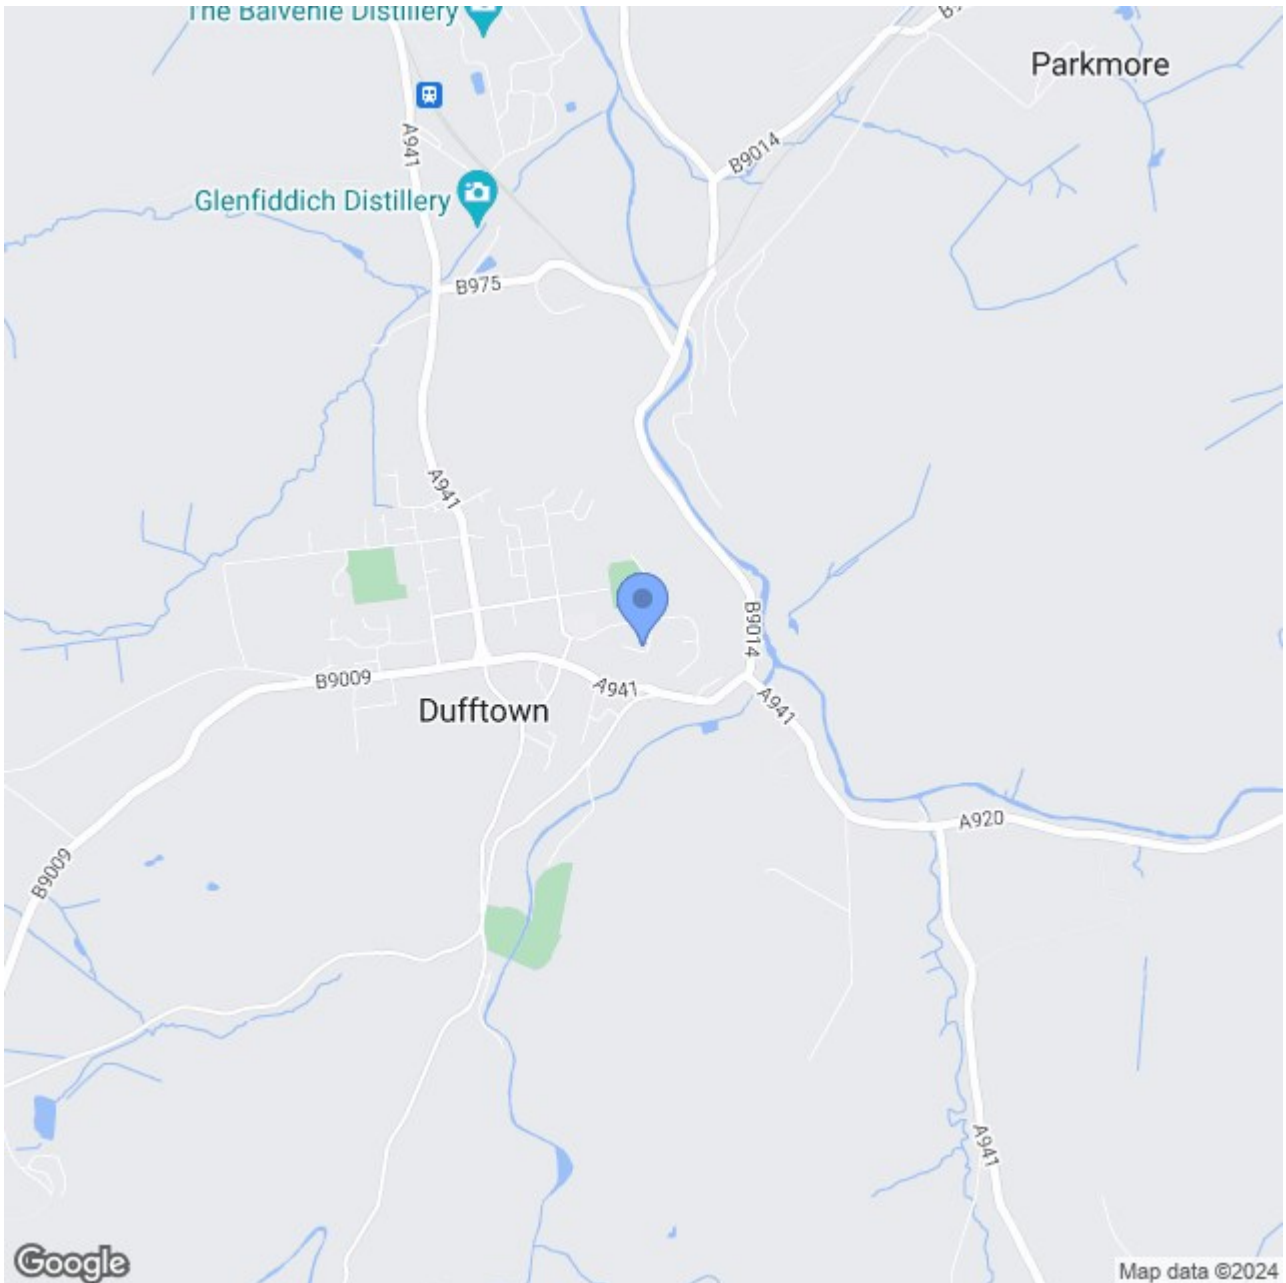 The Balvenie Distillery
Parkmore
A941
B9014
Glenfiddich Distillery
B975
A941
B9014
B9009
A941
A941
Dufftown
A920
B9009
A941
Google
Map data ©2024